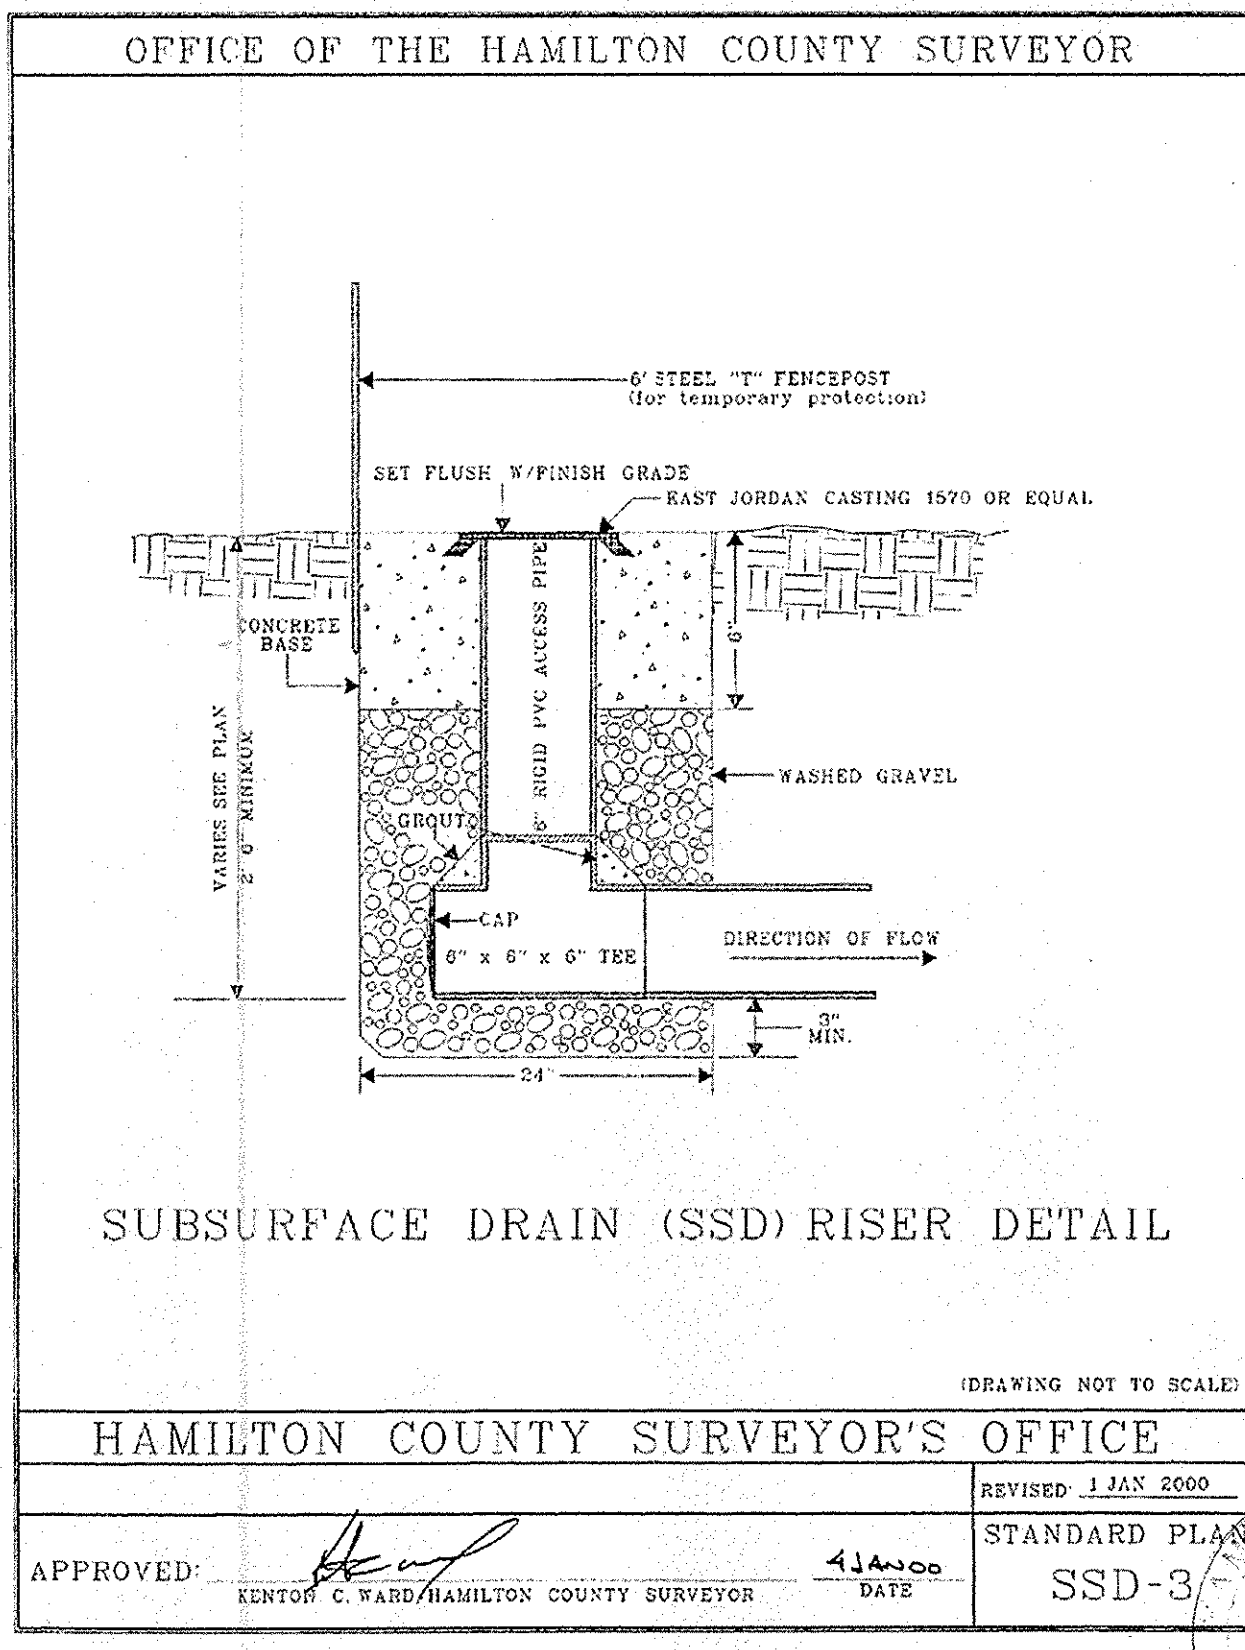 OFFICE OF THE HAMILTON COUNTY SURVEYOR
6' STEEL "T" FENCEPOST
(for temporary protection)
SET FLUSH W/FINISH GRADE
EAST JORDAN CASTING 1570 OR EQUAL
6" RIGID PVC ACCESS PIPE
CONCRETE
BASE
9"
VARIES SEE PLAN
2' 0" MINIMUM
WASHED GRAVEL
GROUT
CAP
6" x 6" x 6" TEE
DIRECTION OF FLOW
3"
MIN.
24"
SUBSURFACE DRAIN (SSD) RISER DETAIL
(DRAWING NOT TO SCALE)
HAMILTON COUNTY SURVEYOR'S OFFICE
REVISED: 1 JAN 2000
STANDARD PLAN
SSD-3
APPROVED:
4JAN00
KENTON C. WARD/HAMILTON COUNTY SURVEYOR
DATE